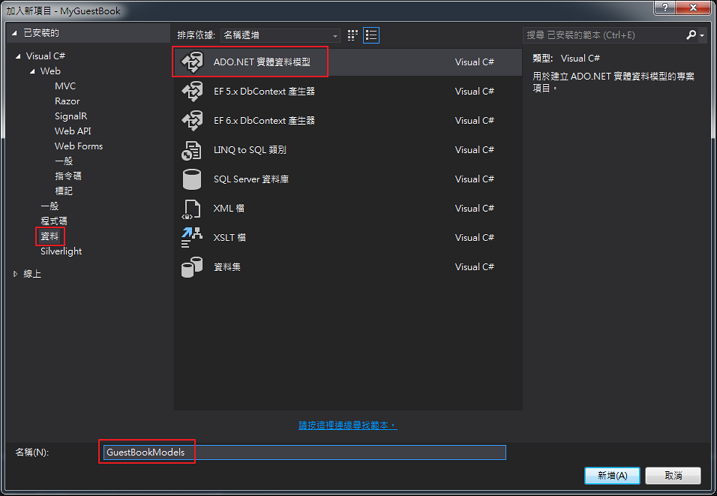 加入新項目 - MyGuestBook
已安裝的
排序依據: 名稱遞增
搜尋 已安裝的範本 (Ctrl+E)
Visual C#
Web
MVC
Razor
SignalR
Web API
Web Forms
一般
指令碼
標記
一般
程式碼
資料
Silverlight
線上
ADO.NET 實體資料模型 Visual C#
EF 5.x DbContext 產生器 Visual C#
EF 6.x DbContext 產生器 Visual C#
LINQ to SQL 類別 Visual C#
SQL Server 資料庫 Visual C#
XML 檔 Visual C#
XSLT 檔 Visual C#
資料集 Visual C#
類型: Visual C#
用於建立 ADO.NET 實體資料模型的專案
項目。
請按這裡連線尋找範本。
名稱(N): GuestBookModels
新增(A) 取消